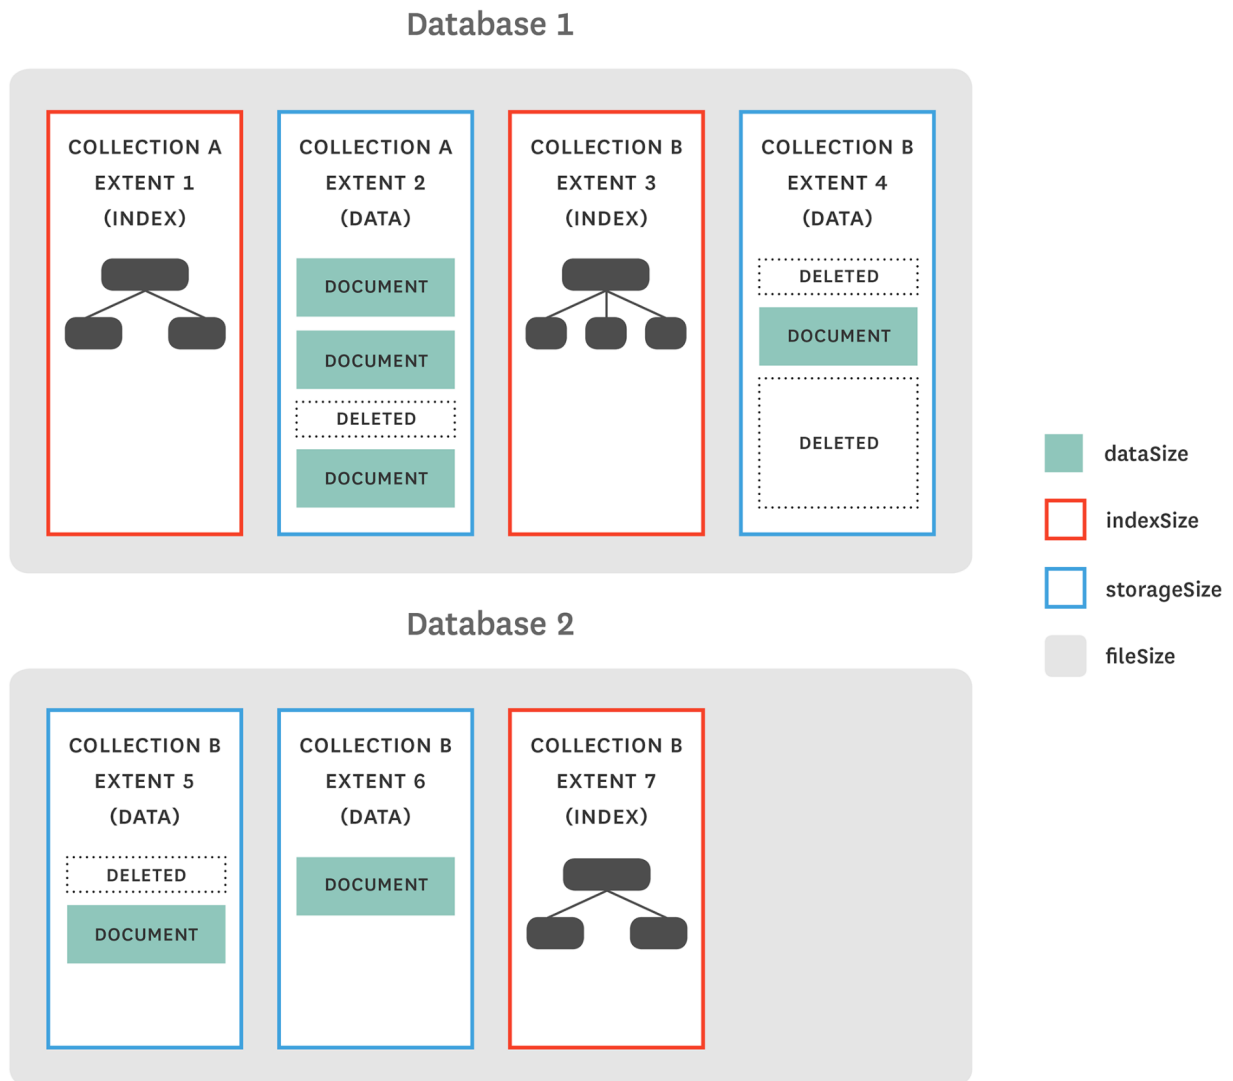 Database 1
COLLECTION A
EXTENT 1
(INDEX)
COLLECTION A
EXTENT 2
(DATA)
DOCUMENT
DOCUMENT
DELETED
DOCUMENT
COLLECTION B
EXTENT 3
(INDEX)
COLLECTION B
EXTENT 4
(DATA)
DELETED
DOCUMENT
DELETED
dataSize
indexSize
storageSize
fileSize
Database 2
COLLECTION B
EXTENT 5
(DATA)
DELETED
DOCUMENT
COLLECTION B
EXTENT 6
(DATA)
DOCUMENT
COLLECTION B
EXTENT 7
(INDEX)